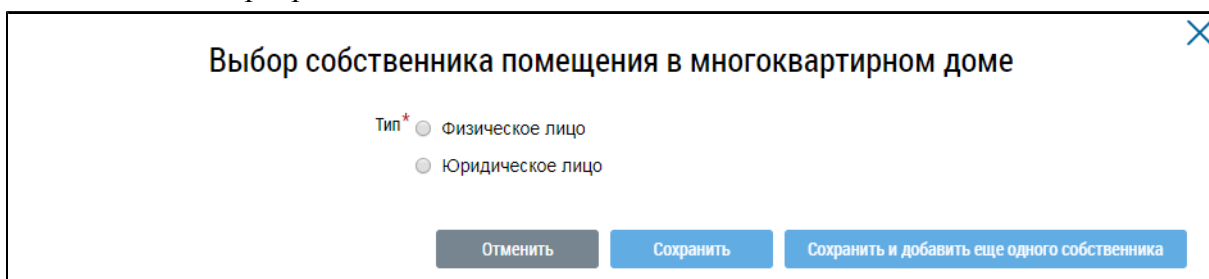 Выбор собственника помещения в многоквартирном доме
Тип* Физическое лицо
Юридическое лицо
Отменить Сохранить Сохранить и добавить еще одного собственника